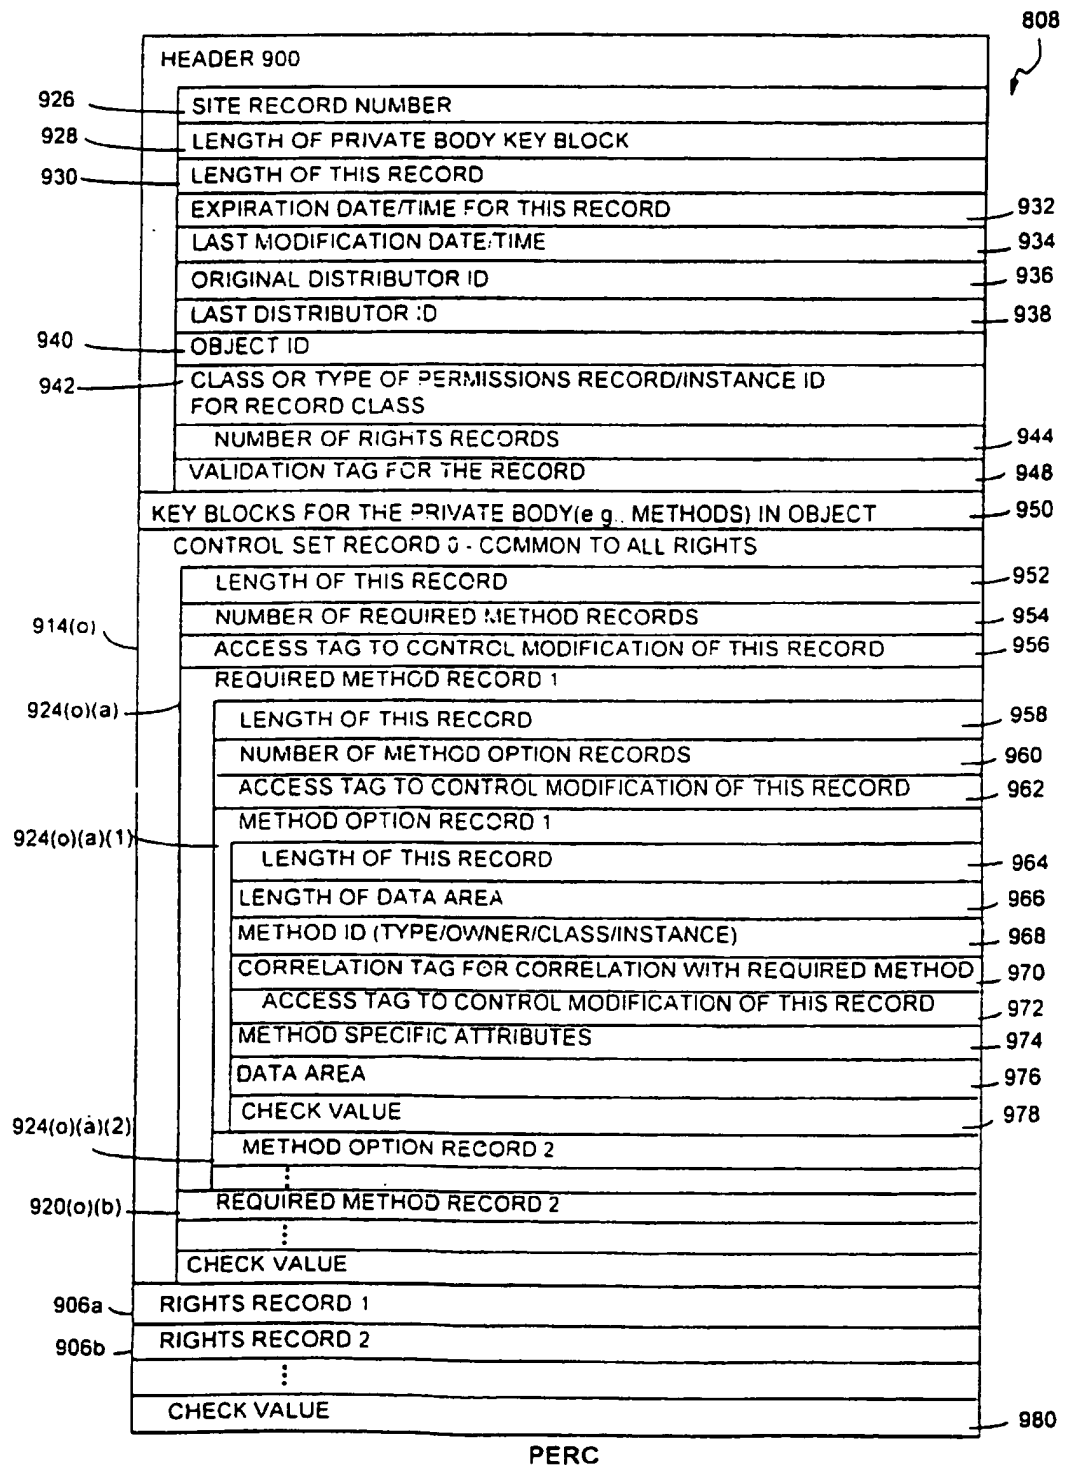 808
HEADER 900
926 SITE RECORD NUMBER
928 LENGTH OF PRIVATE BODY KEY BLOCK
930 LENGTH OF THIS RECORD
EXPIRATION DATE/TIME FOR THIS RECORD 932
LAST MODIFICATION DATE/TIME 934
ORIGINAL DISTRIBUTOR ID 936
LAST DISTRIBUTOR ID 938
940 OBJECT ID
942 CLASS OR TYPE OF PERMISSIONS RECORD/INSTANCE ID
FOR RECORD CLASS
NUMBER OF RIGHTS RECORDS 944
VALIDATION TAG FOR THE RECORD 948
KEY BLOCKS FOR THE PRIVATE BODY(e g., METHODS) IN OBJECT 950
CONTROL SET RECORD 0 - COMMON TO ALL RIGHTS
LENGTH OF THIS RECORD 952
914(o) NUMBER OF REQUIRED METHOD RECORDS 954
ACCESS TAG TO CONTROL MODIFICATION OF THIS RECORD 956
REQUIRED METHOD RECORD 1
924(o)(a) LENGTH OF THIS RECORD 958
NUMBER OF METHOD OPTION RECORDS 960
ACCESS TAG TO CONTROL MODIFICATION OF THIS RECORD 962
924(o)(a)(1) METHOD OPTION RECORD 1
LENGTH OF THIS RECORD 964
LENGTH OF DATA AREA 966
METHOD ID (TYPE/OWNER/CLASS/INSTANCE) 968
CORRELATION TAG FOR CORRELATION WITH REQUIRED METHOD 970
ACCESS TAG TO CONTROL MODIFICATION OF THIS RECORD 972
METHOD SPECIFIC ATTRIBUTES 974
DATA AREA 976
CHECK VALUE 978
924(o)(a)(2) METHOD OPTION RECORD 2
920(o)(b) REQUIRED METHOD RECORD 2
CHECK VALUE
906a RIGHTS RECORD 1
906b RIGHTS RECORD 2
CHECK VALUE 980
PERC